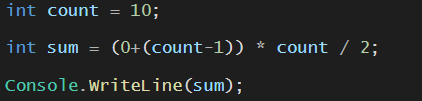 int count = 10;
int sum = (0+(count-1)) * count / 2;
Console.WriteLine(sum);